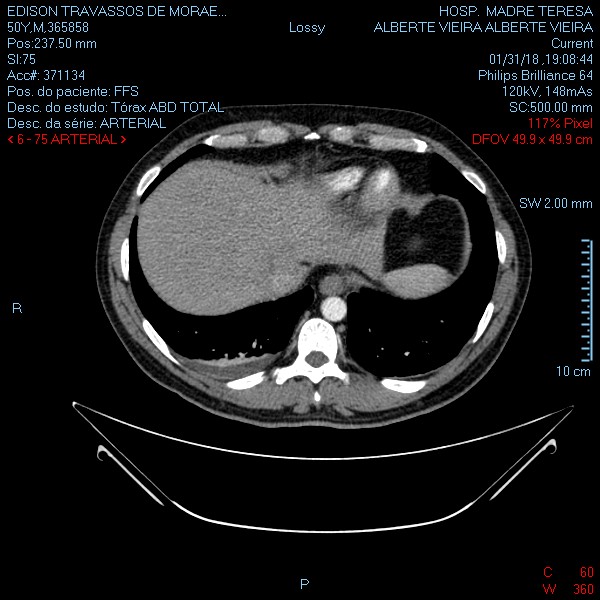 EDISON TRAVASSOS DE MORAE...
50Y,M,365858
Pos:237.50 mm
SI:75
Acc#: 371134
Pos. do paciente: FFS
Desc. do estudo: Tórax ABD TOTAL
Desc. da série: ARTERIAL
< 6 - 75 ARTERIAL >
Lossy
HOSP. MADRE TERESA
ALBERTE VIEIRA ALBERTE VIEIRA
Current
01/31/18 ,19:08:44
Philips Brilliance 64
120kV, 148mAs
SC:500.00 mm
117% Pixel
DFOV 49.9 x 49.9 cm
SW 2.00 mm
R
10 cm
P
C 60
W 360